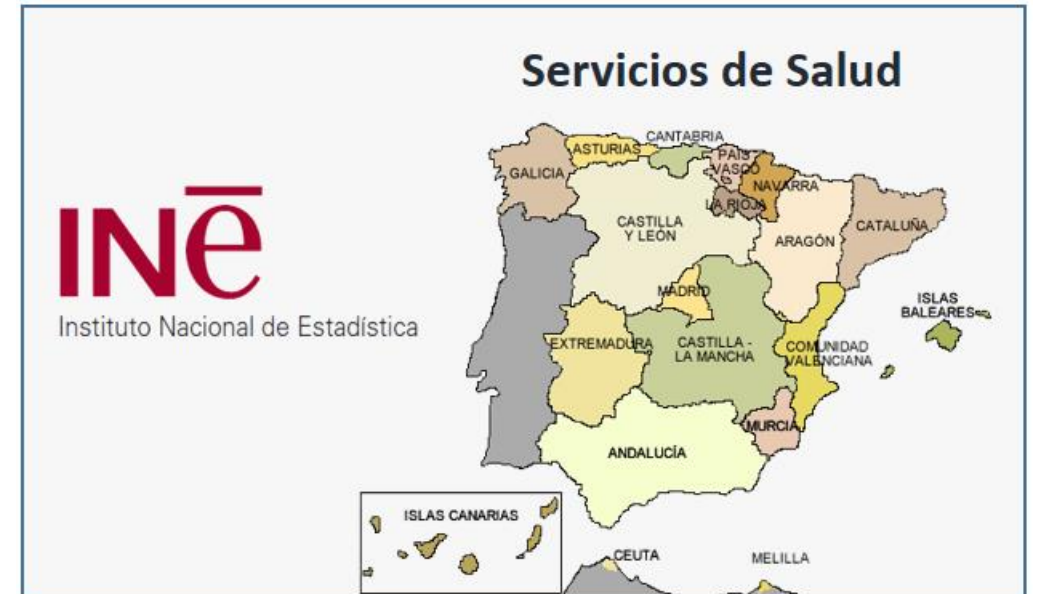 Servicios de Salud
INe
Instituto Nacional de Estadística
CANTABRIA
ASTURIAS
PAIS
VASCO
GALICIA
NAVARRA
LA RIOJA
CASTILLA
Y LEÓN
CATALUÑA
ARAGÓN
MADRID
ISLAS
BALEARES
EXTREMADURA
CASTILLA -
LA MANCHA
COMUNIDAD
VALENCIANA
MURCIA
ANDALUCÍA
ISLAS CANARIAS
CEUTA
MELILLA